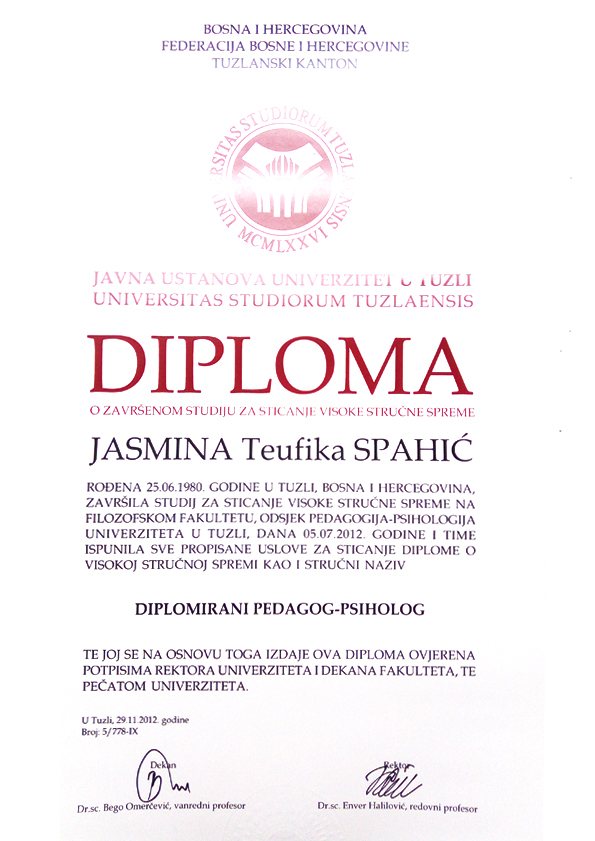 BOSNA I HERCEGOVINA
FEDERACIJA BOSNE I HERCEGOVINE
TUZLANSKI KANTON
UNIVERSITAS STUDIORUM TUZLAENSIS
MCMLXXVI
JAVNA USTANOVA UNIVERZITET U TUZLI
UNIVERSITAS STUDIORUM TUZLAENSIS
DIPLOMA
O ZAVRŠENOM STUDIJU ZA STICANJE VISOKE STRUČNE SPREME
JASMINA Teufika SPAHIĆ
ROĐENA 25.06.1980. GODINE U TUZLI, BOSNA I HERCEGOVINA,
ZAVRŠILA STUDIJ ZA STICANJE VISOKE STRUČNE SPREME NA
FILOZOFSKOM FAKULTETU, ODSJEK PEDAGOGIJA-PSIHOLOGIJA
UNIVERZITETA U TUZLI, DANA 05.07.2012. GODINE I TIME
ISPUNILA SVE PROPISANE USLOVE ZA STICANJE DIPLOME O
VISOKOJ STRUČNOJ SPREMI KAO I STRUČNI NAZIV
DIPLOMIRANI PEDAGOG-PSIHOLOG
TE JOJ SE NA OSNOVU TOGA IZDAJE OVA DIPLOMA OVJERENA
POTPISIMA REKTORA UNIVERZITETA I DEKANA FAKULTETA, TE
PEČATOM UNIVERZITETA.
U Tuzli, 29.11.2012. godine
Broj: 5/778-IX
Dekan
Rektor
Dr.sc. Bego Omerčević, vanredni profesor
Dr.sc. Enver Halilović, redovni profesor